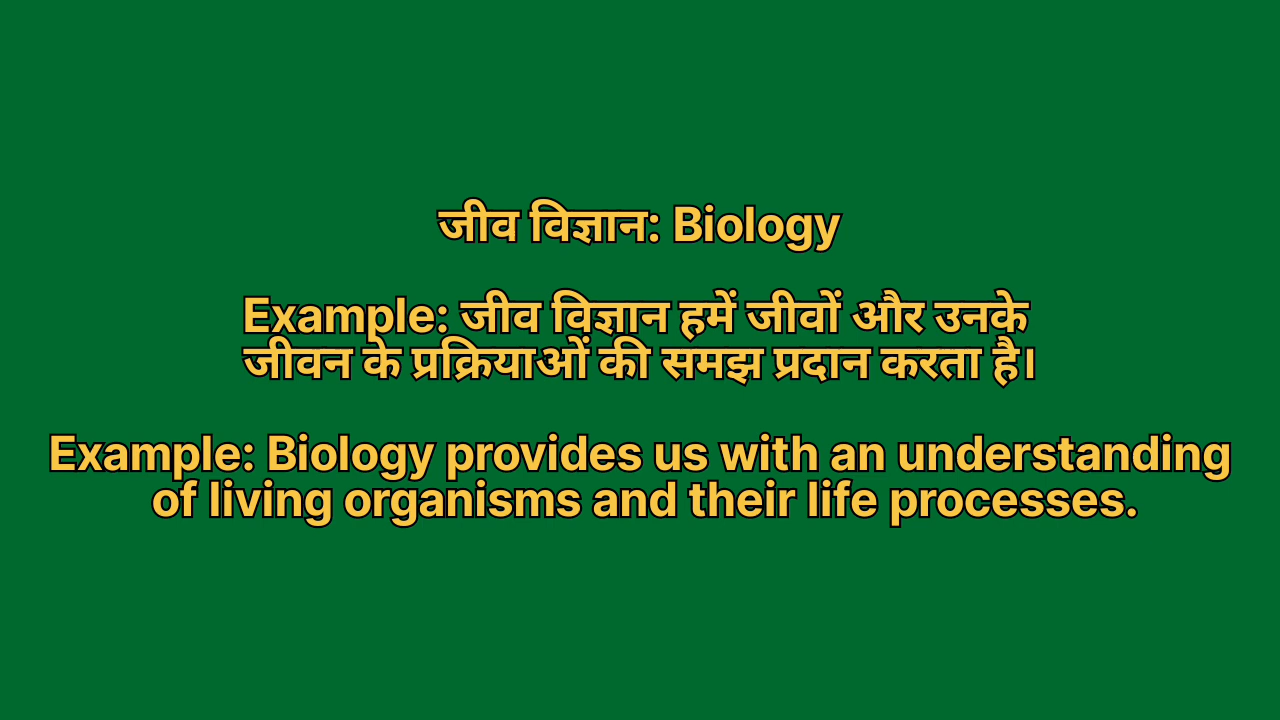 जीव विज्ञान: Biology
Example: जीव विज्ञान हमें जीवों और उनके
जीवन के प्रक्रियाओं की समझ प्रदान करता है।
Example: Biology provides us with an understanding
of living organisms and their life processes.